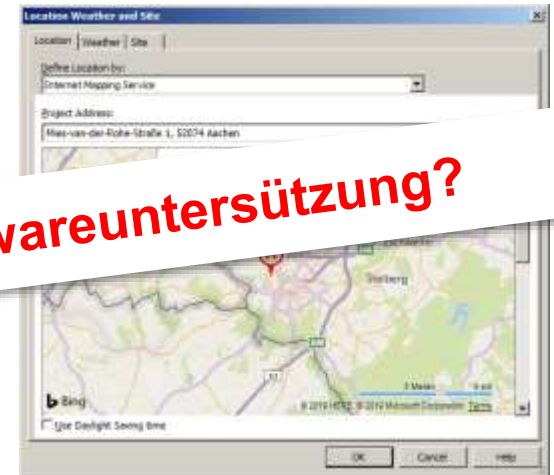 Location Weather and Site
Location Weather Site
Define Location by:
Internet Mapping Service
Project Address:
Mies-van-der-Rohe-Straße 1, 52074 Aachen
wareuntersützung?
Stolberg
Bing
Use Daylight Saving time
OK Cancel Help